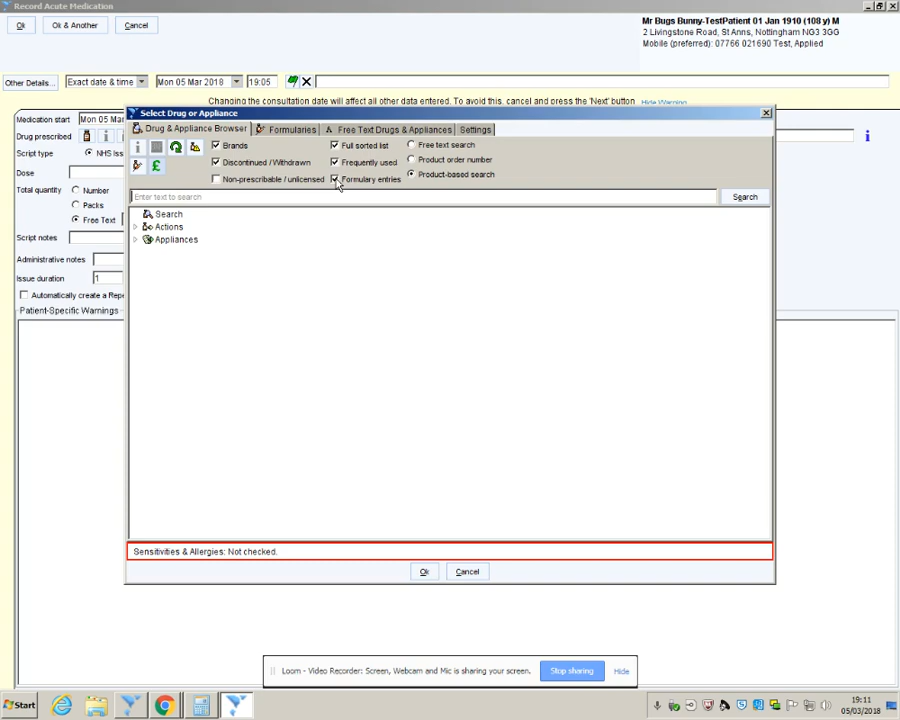 Record Acute Medication
Ok
Ok & Another
Cancel
Mr Bugs Bunny-TestPatient 01 Jan 1910 (108 y) M
2 Livingstone Road, St Anns, Nottingham NG3 3GG
Mobile (preferred): 07766 021690 Test, Applied
Other Details... Exact date & time Mon 05 Mar 2018 19:05
Changing the consultation date will affect all other data entered. To avoid this, cancel and press the 'Next' button Hide Warning
Medication start Mon 05 Mar
Drug prescribed
Script type NHS Iss
Dose
Total quantity Number
Packs
Free Text
Script notes
Administrative notes
Issue duration 1
Automatically create a Repe
Patient-Specific Warnings
Select Drug or Appliance
Drug & Appliance Browser Formularies Free Text Drugs & Appliances Settings
Brands Full sorted list Free text search
Discontinued / Withdrawn Frequently used Product order number
Non-prescribable / unlicensed Formulary entries Product-based search
Enter text to search Search
Search
Actions
Appliances
Sensitivities & Allergies: Not checked.
Ok Cancel
Loom - Video Recorder: Screen, Webcam and Mic is sharing your screen. Stop sharing Hide
Start
19:11
05/03/2018